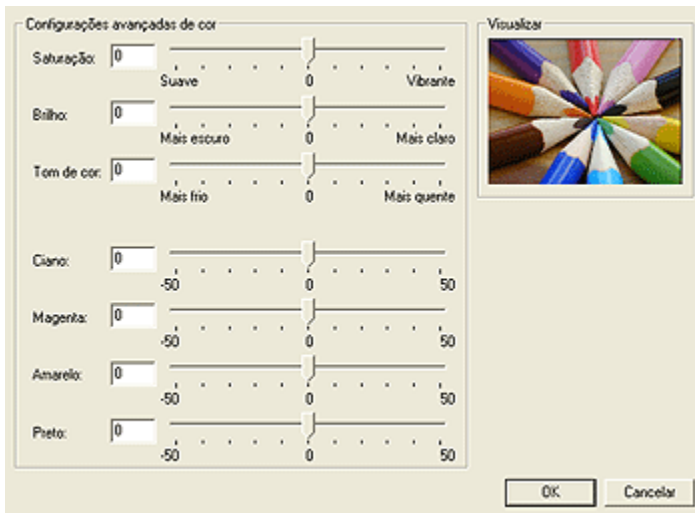 Configurações avançadas de cor
Saturação: 0
Suave 0 Vibrante
Brilho: 0
Mais escuro 0 Mais claro
Tom de cor: 0
Mais frio 0 Mais quente
Ciano: 0
-50 0 50
Magenta: 0
-50 0 50
Amarelo: 0
-50 0 50
Preto: 0
-50 0 50
Visualizar
OK Cancelar